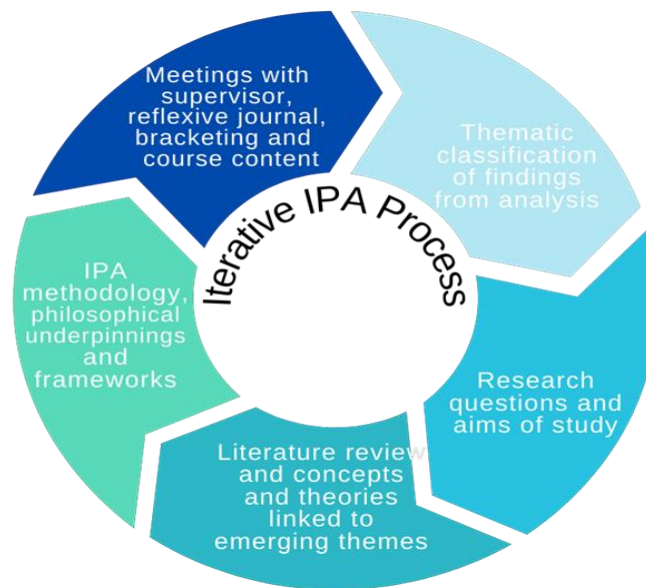 Iterative IPA Process
Meetings with
supervisor,
reflexive journal,
bracketing and
course content
Thematic
classification
of findings
from analysis
Research
questions and
aims of study
Literature review
and concepts
and theories
linked to
emerging themes
IPA
methodology,
philosophical
underpinnings
and
frameworks